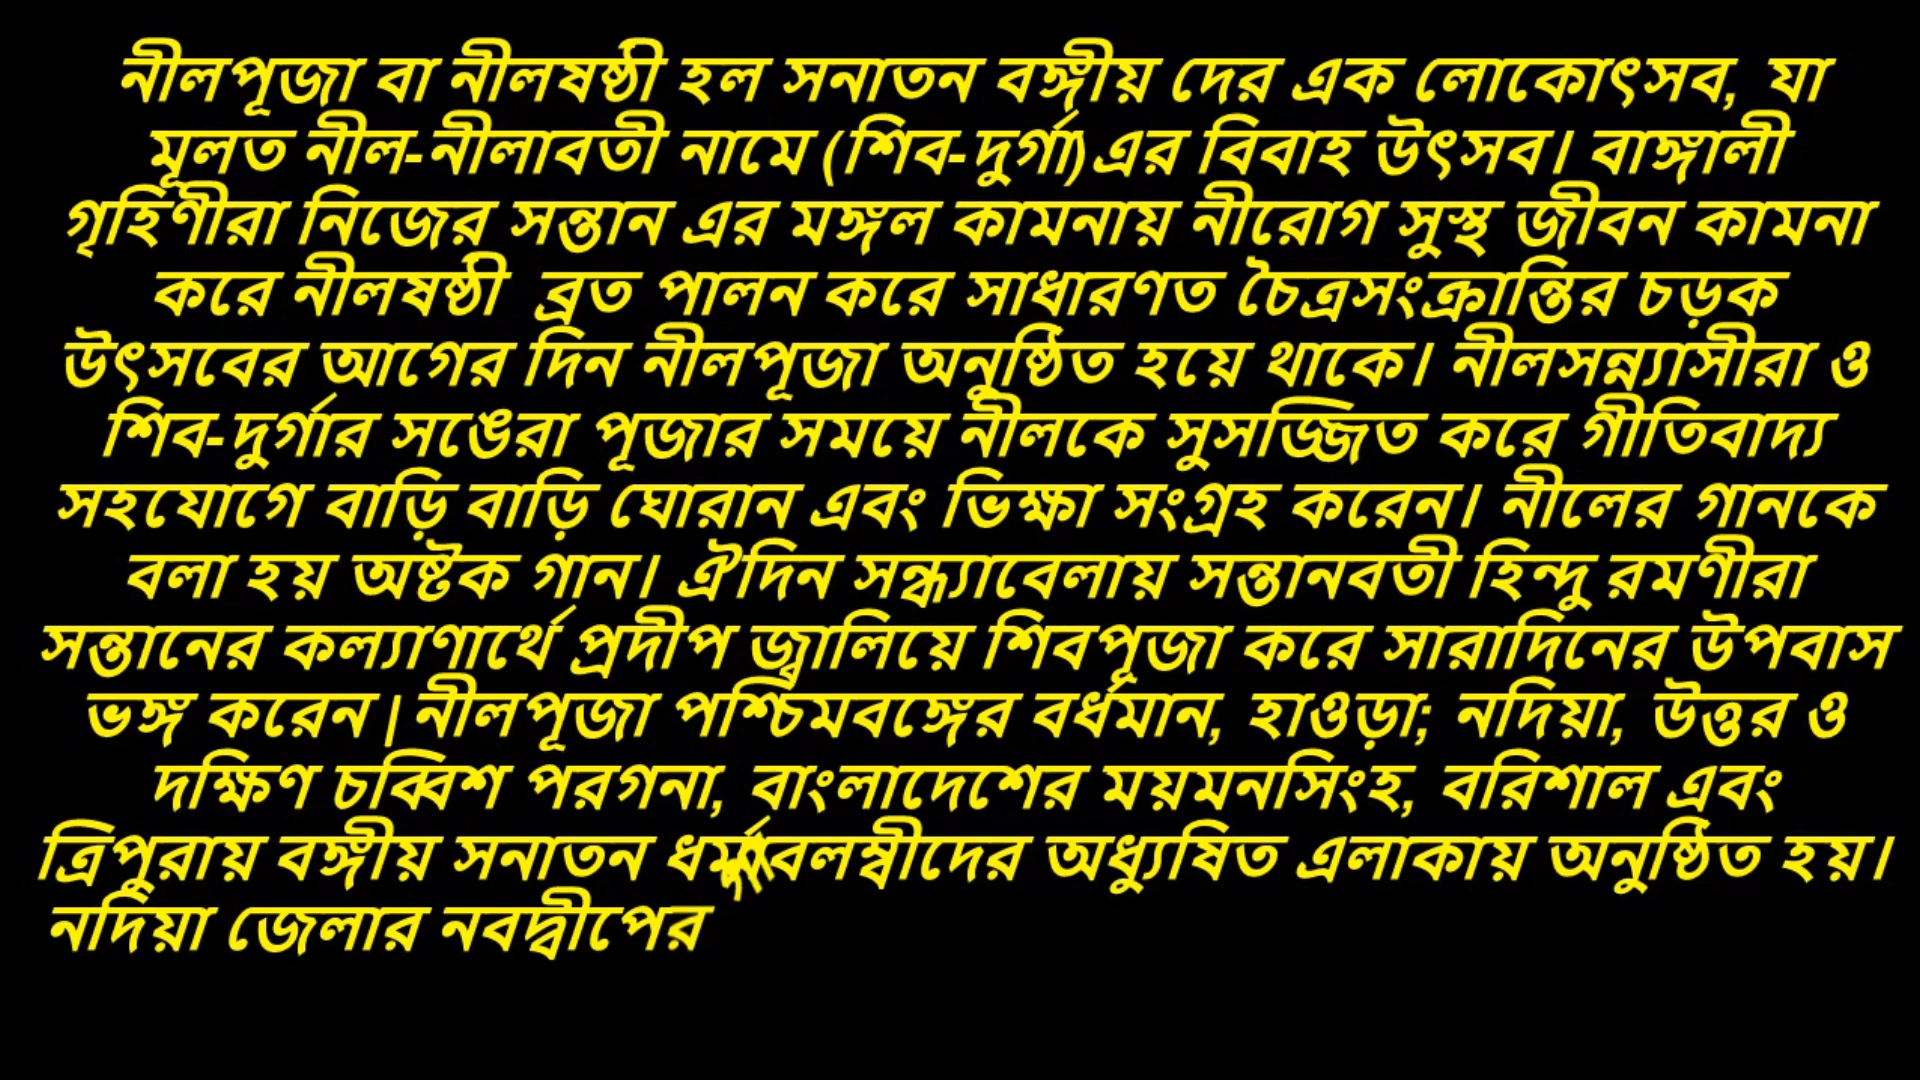 নীলপূজা বা নীলষষ্ঠী হল সনাতন বঙ্গীয় দের এক লোকোৎসব, যা
মূলত নীল-নীলাবতী নামে (শিব-দুর্গা)এর বিবাহ উৎসব। বাঙ্গালী
গৃহিণীরা নিজের সন্তান এর মঙ্গল কামনায় নীরোগ সুস্থ জীবন কামনা
করে নীলষষ্ঠী ব্রত পালন করে সাধারণত চৈত্রসংক্রান্তির চড়ক
উৎসবের আগের দিন নীলপূজা অনুষ্ঠিত হয়ে থাকে। নীলসন্ন্যাসীরা ও
শিব-দুর্গার সঙেরা পূজার সময়ে নীলকে সুসজ্জিত করে গীতিবাদ্য
সহযোগে বাড়ি বাড়ি ঘোরান এবং ভিক্ষা সংগ্রহ করেন। নীলের গানকে
বলা হয় অষ্টক গান। ঐদিন সন্ধ্যাবেলায় সন্তানবতী হিন্দু রমণীরা
সন্তানের কল্যাণার্থে প্রদীপ জ্বালিয়ে শিবপূজা করে সারাদিনের উপবাস
ভঙ্গ করেন| নীলপূজা পশ্চিমবঙ্গের বর্ধমান, হাওড়া; নদিয়া, উত্তর ও
দক্ষিণ চব্বিশ পরগনা, বাংলাদেশের ময়মনসিংহ, বরিশাল এবং
ত্রিপুরায় বঙ্গীয় সনাতন ধর্মাবলম্বীদের অধ্যুষিত এলাকায় অনুষ্ঠিত হয়।
নদিয়া জেলার নবদ্বীপের